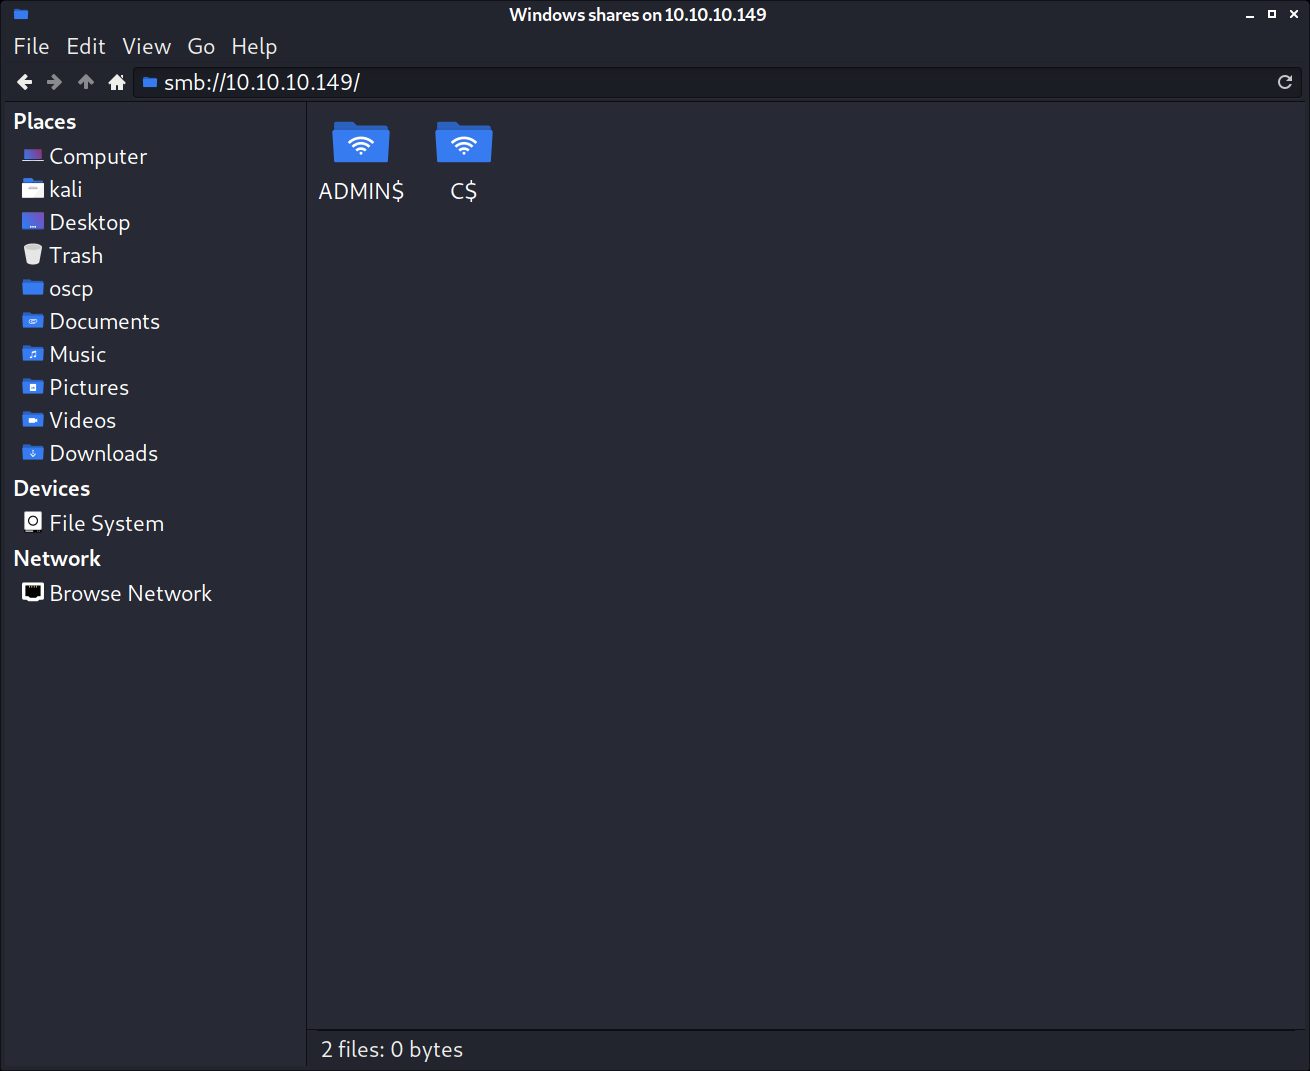 Windows shares on 10.10.10.149
File Edit View Go Help
smb://10.10.10.149/
Places
Computer
kali
Desktop
Trash
oscp
Documents
Music
Pictures
Videos
Downloads
Devices
File System
Network
Browse Network
ADMIN$ C$
2 files: 0 bytes